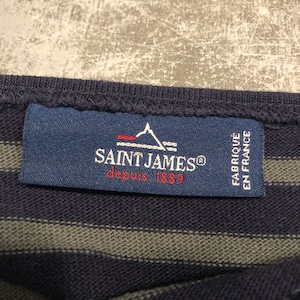 SAINT JAMES®
depuis 1889
FABRIQUÉ
EN FRANCE